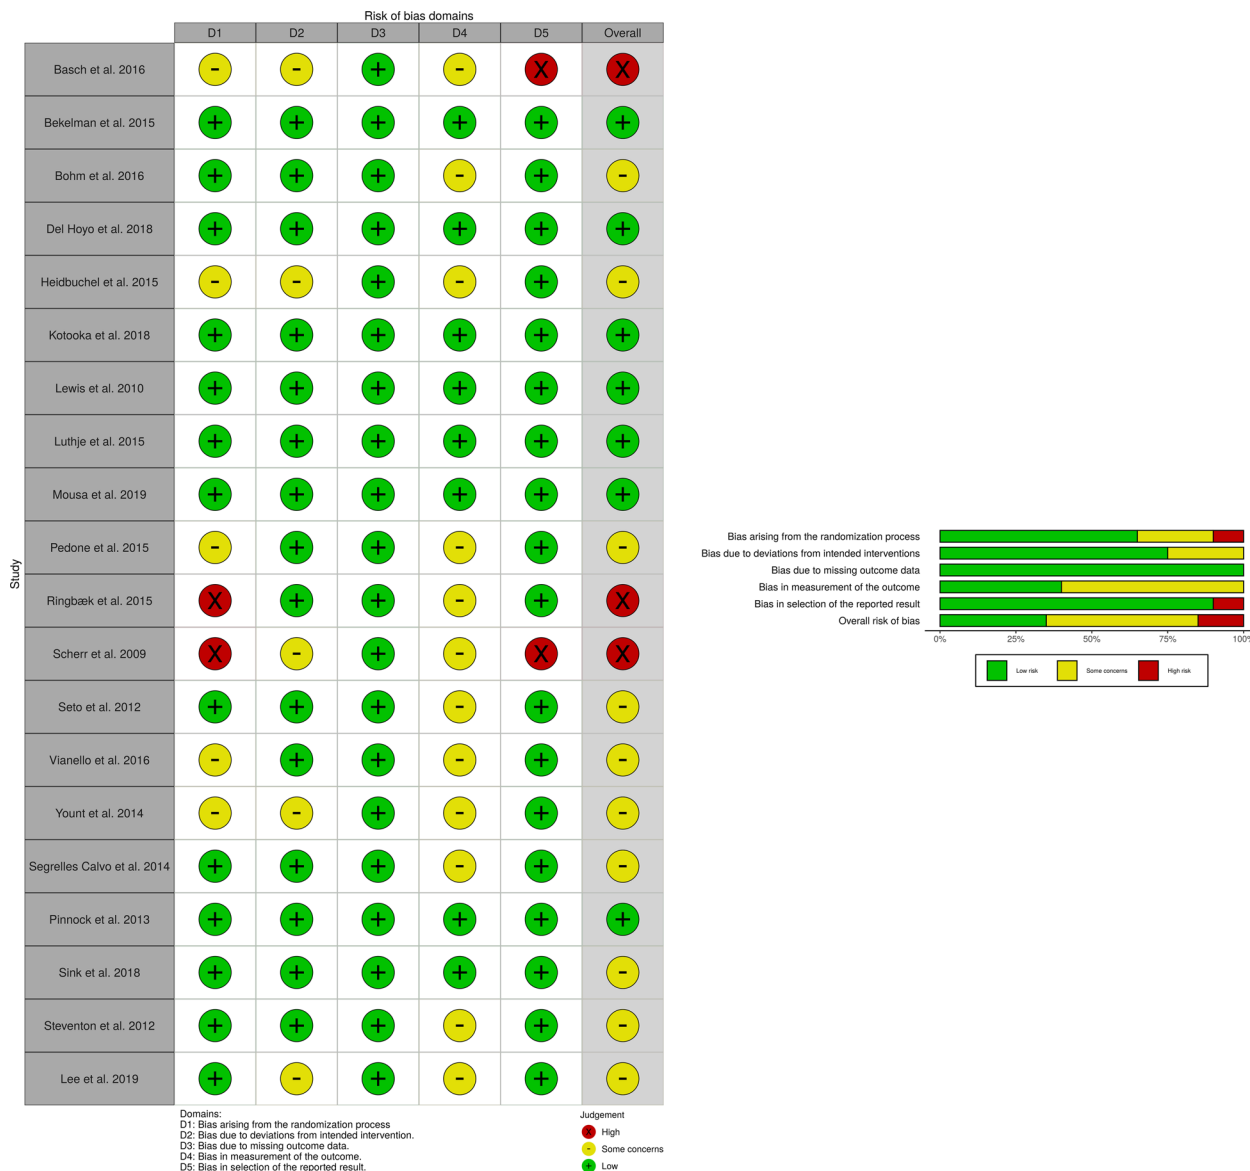 Risk of bias domains
D1 D2 D3 D4 D5 Overall
Study
Basch et al. 2016 - - + - X X
Bekelman et al. 2015 + + + + + +
Bohm et al. 2016 + + + - + -
Del Hoyo et al. 2018 + + + + + +
Heidbuchel et al. 2015 - - + - + -
Kotooka et al. 2018 + + + + + +
Lewis et al. 2010 + + + + + +
Luthje et al. 2015 + + + + + +
Mousa et al. 2019 + + + + + +
Pedone et al. 2015 - + + - + -
Ringbæk et al. 2015 X + + - + X
Scherr et al. 2009 X - + - X X
Seto et al. 2012 + + + - + -
Vianello et al. 2016 - + + - + -
Yount et al. 2014 - - + - + -
Segrelles Calvo et al. 2014 + + + - + -
Pinnock et al. 2013 + + + + + +
Sink et al. 2018 + + + + + -
Steventon et al. 2012 + + + - + -
Lee et al. 2019 + - + - + -
Domains:
D1: Bias arising from the randomization process
D2: Bias due to deviations from intended intervention.
D3: Bias due to missing outcome data.
D4: Bias in measurement of the outcome.
D5: Bias in selection of the reported result.
Judgement
X High
- Some concerns
+ Low
Bias arising from the randomization process
Bias due to deviations from intended interventions
Bias due to missing outcome data
Bias in measurement of the outcome
Bias in selection of the reported result
Overall risk of bias
0% 25% 50% 75% 100%
Low risk Some concerns High risk